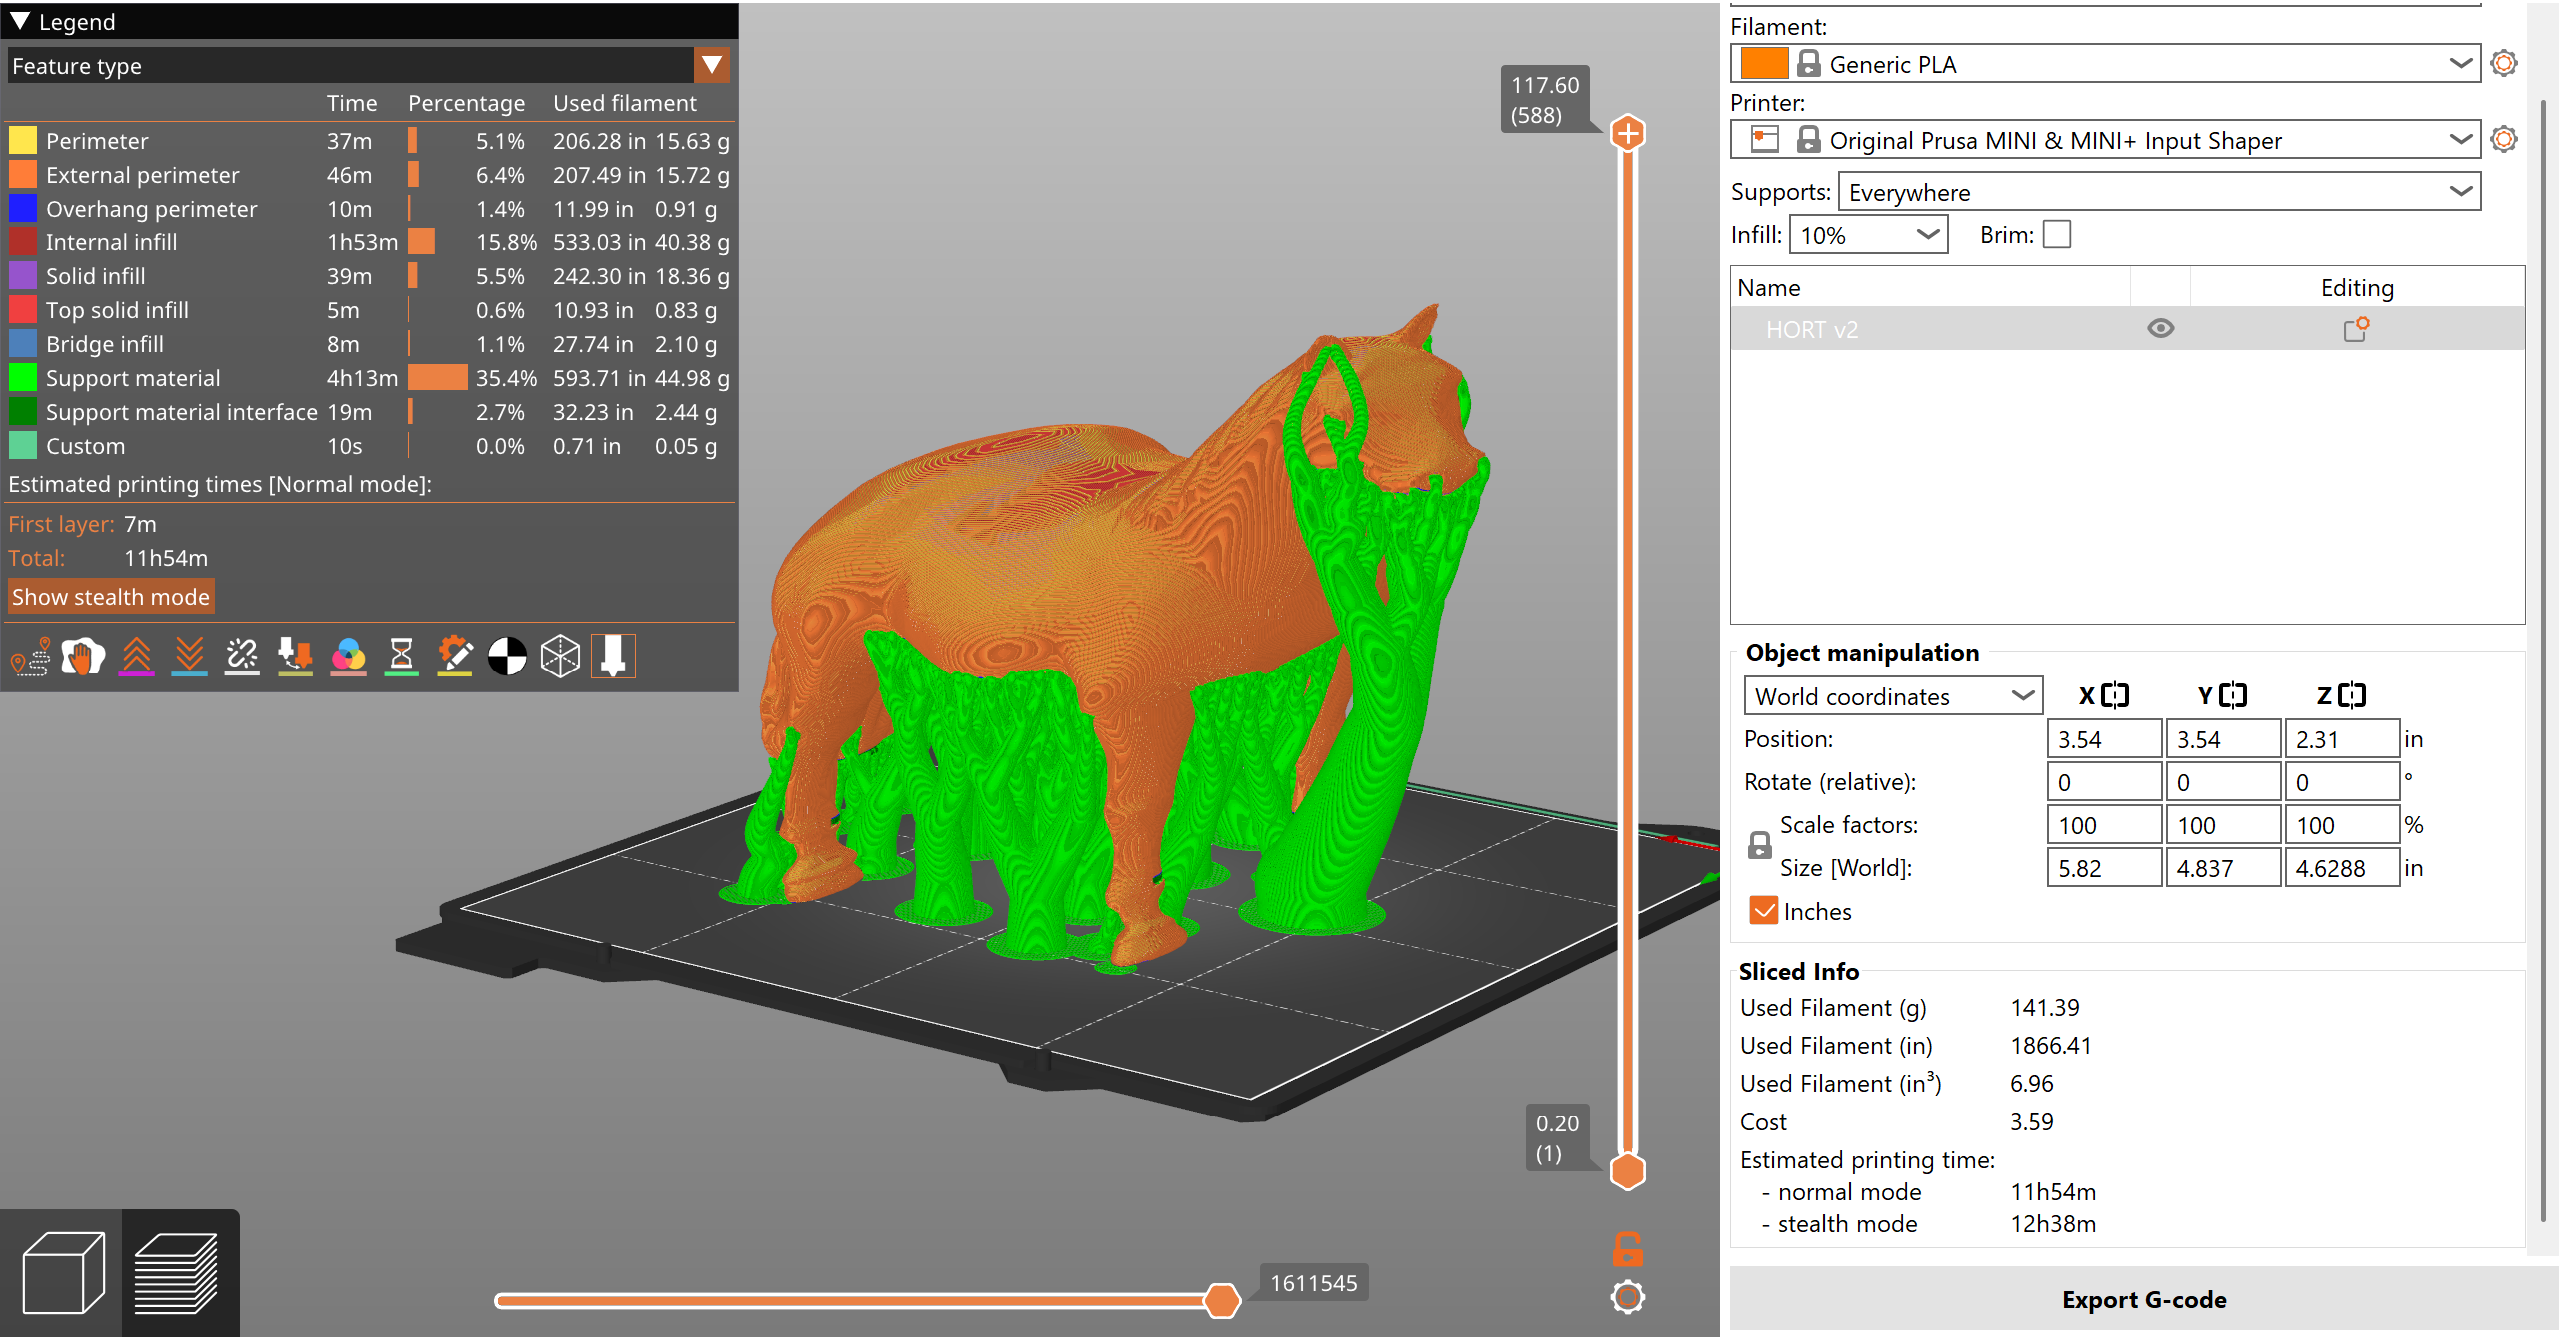 Legend
Feature type
Time Percentage Used filament
Perimeter 37m 5.1% 206.28 in 15.63 g
External perimeter 46m 6.4% 207.49 in 15.72 g
Overhang perimeter 10m 1.4% 11.99 in 0.91 g
Internal infill 1h53m 15.8% 533.03 in 40.38 g
Solid infill 39m 5.5% 242.30 in 18.36 g
Top solid infill 5m 0.6% 10.93 in 0.83 g
Bridge infill 8m 1.1% 27.74 in 2.10 g
Support material 4h13m 35.4% 593.71 in 44.98 g
Support material interface 19m 2.7% 32.23 in 2.44 g
Custom 10s 0.0% 0.71 in 0.05 g
Estimated printing times [Normal mode]:
First layer: 7m
Total: 11h54m
Show stealth mode
117.60
(588)
0.20
(1)
1611545
Filament:
Generic PLA
Printer:
Original Prusa MINI & MINI+ Input Shaper
Supports: Everywhere
Infill: 10% Brim:
Name Editing
HORT v2
Object manipulation
World coordinates X Y Z
Position: 3.54 3.54 2.31 in
Rotate (relative): 0 0 0 °
Scale factors: 100 100 100 %
Size [World]: 5.82 4.837 4.6288 in
Inches
Sliced Info
Used Filament (g) 141.39
Used Filament (in) 1866.41
Used Filament (in³) 6.96
Cost 3.59
Estimated printing time:
- normal mode 11h54m
- stealth mode 12h38m
Export G-code